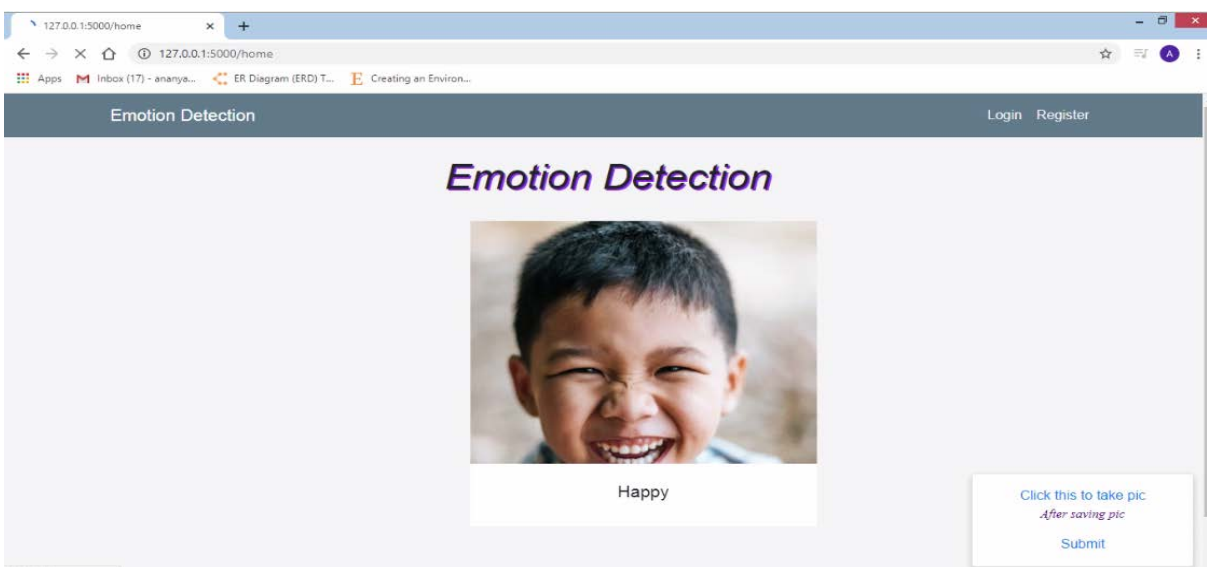 127.0.0.1:5000/home
127.0.0.1:5000/home
Apps Inbox (17) - ananya... ER Diagram (ERD) T... Creating an Environ...
A
Emotion Detection Login Register
Emotion Detection
Happy
Click this to take pic
After saving pic
Submit